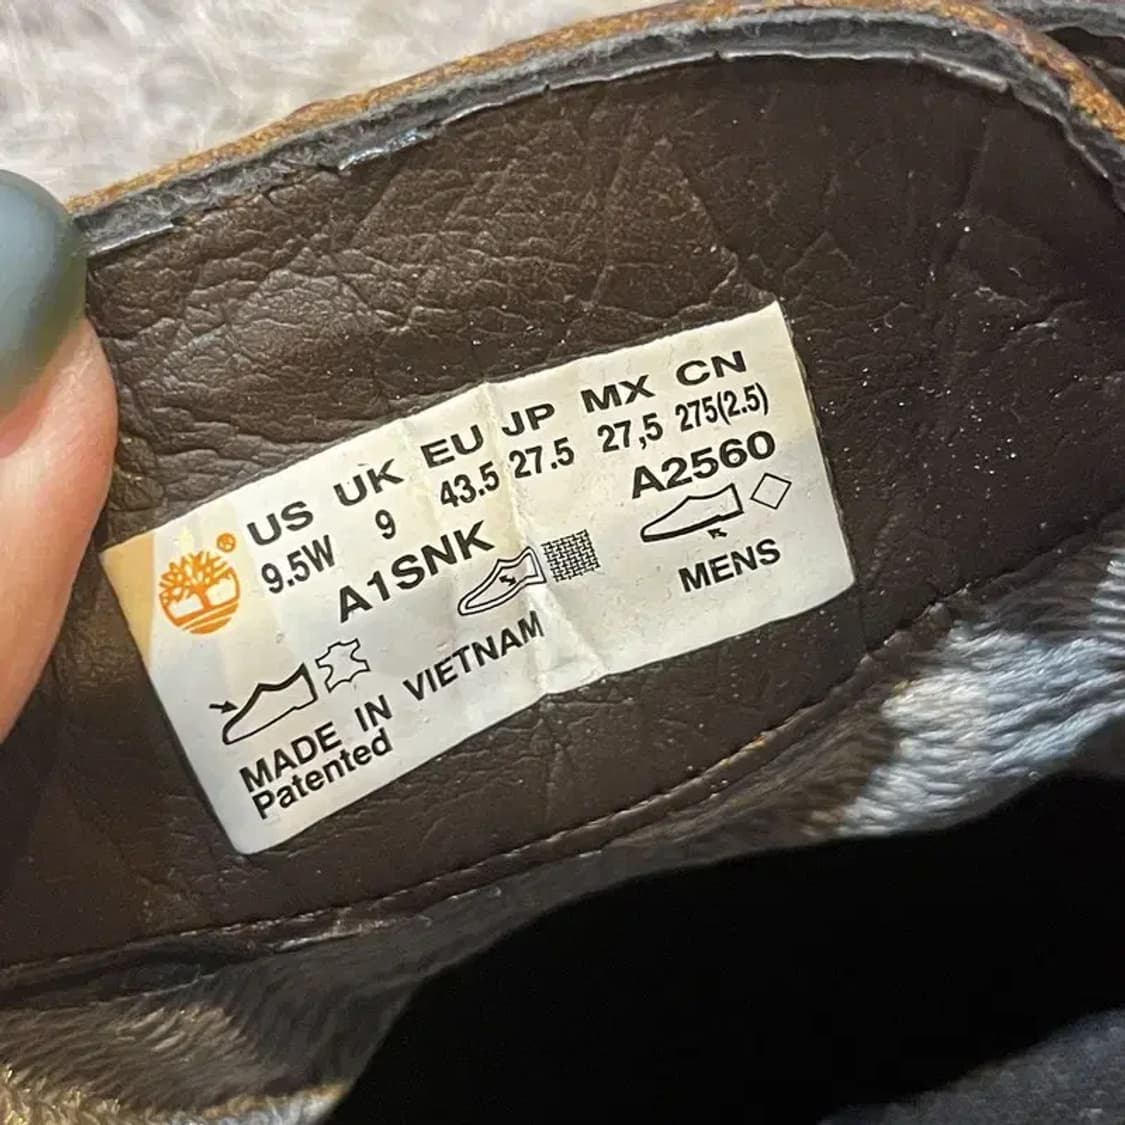 US UK EU JP MX CN
9.5W 9 43.5 27.5 27,5 275(2.5)
A1SNK A2560
MENS
MADE IN VIETNAM
Patented
®